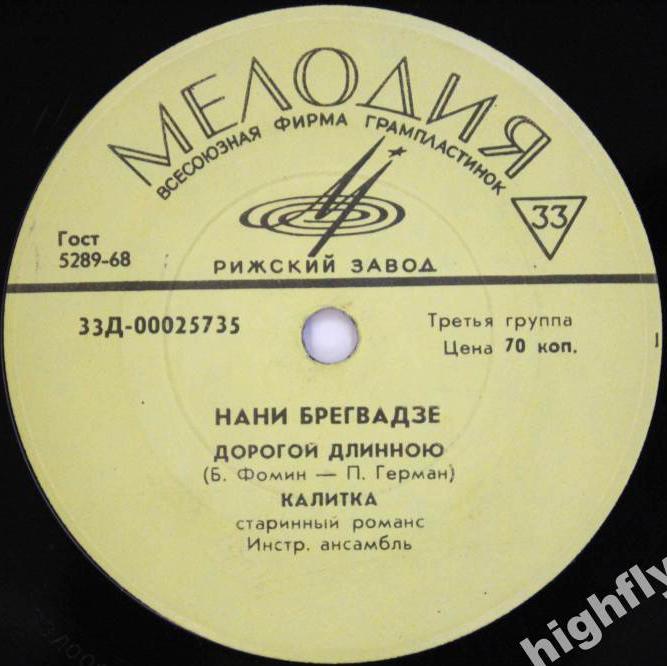 МЕЛОДИЯ
ВСЕСОЮЗНАЯ ФИРМА ГРАМПЛАСТИНОК
33
Гост
5289-68
РИЖСКИЙ ЗАВОД
33Д-00025735
Третья группа
Цена 70 коп.
1
НАНИ БРЕГВАДЗЕ
ДОРОГОЙ ДЛИННОЮ
(Б. Фомин — П. Герман)
КАЛИТКА
старинный романс
Инстр. ансамбль
highfly